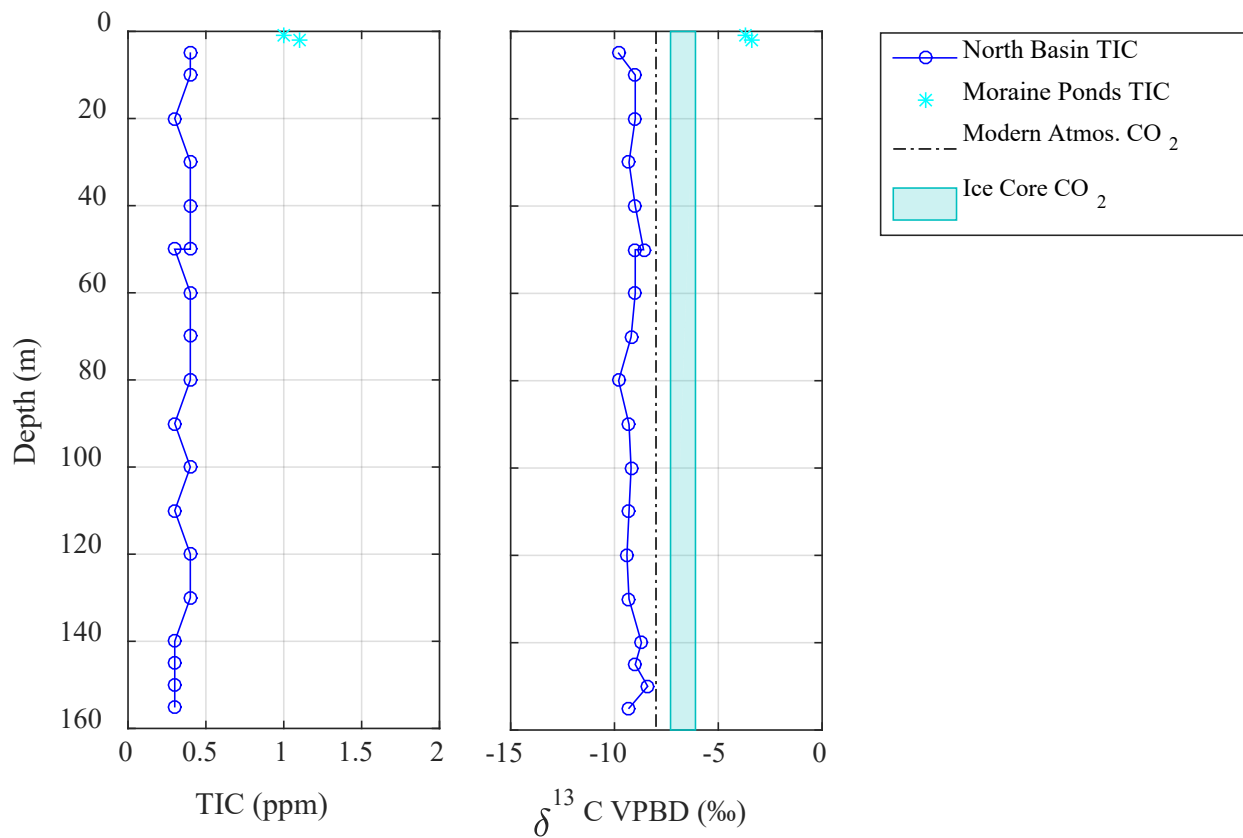 0
20
40
60
80
100
120
140
160
Depth (m)
0 0.5 1 1.5 2
TIC (ppm)
-15 -10 -5 0
δ¹³ C VPBD (‰)
North Basin TIC
Moraine Ponds TIC
Modern Atmos. CO ₂
Ice Core CO ₂